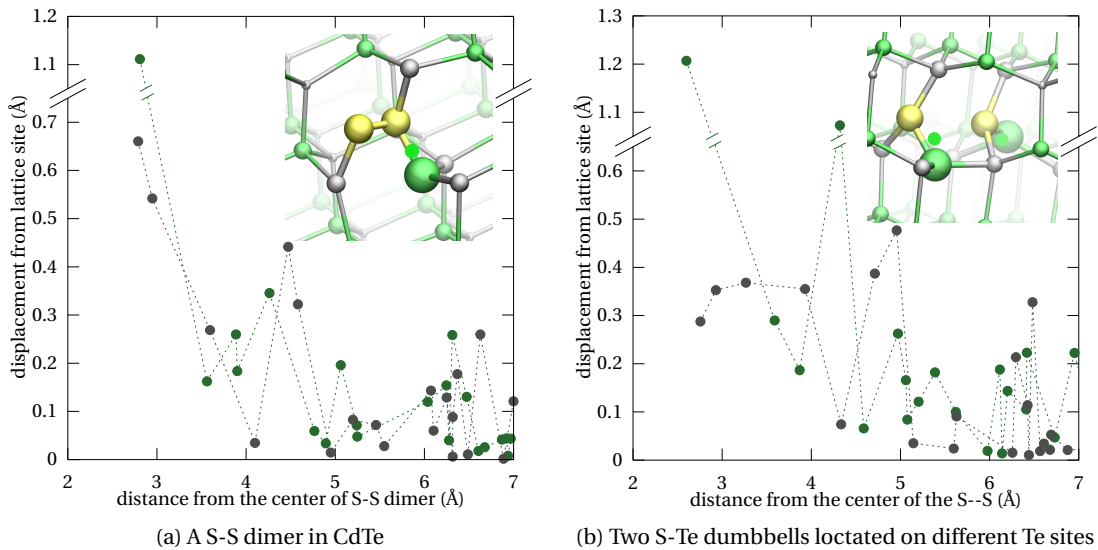 displacement from lattice site (Å)
1.2
1.1
0.7
0.6
0.5
0.4
0.3
0.2
0.1
0
2 3 4 5 6 7
distance from the center of S-S dimer (Å)
(a) A S-S dimer in CdTe
displacement from lattice site (Å)
1.3
1.2
1.1
0.6
0.5
0.4
0.3
0.2
0.1
0
2 3 4 5 6 7
distance from the center of the S--S (Å)
(b) Two S-Te dumbbells loctated on different Te sites